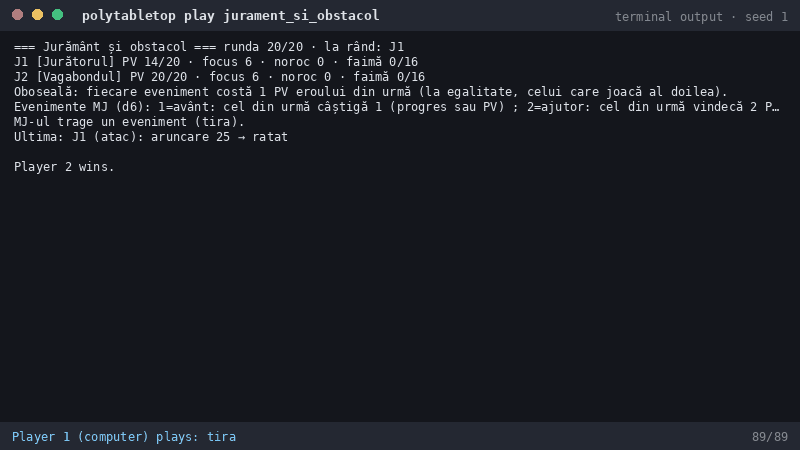 polytabletop play jurament_si_obstacol
terminal output · seed 1
=== Jurământ și obstacol === runda 20/20 · la rând: J1
J1 [Jurătorul] PV 14/20 · focus 6 · noroc 0 · faimă 0/16
J2 [Vagabondul] PV 20/20 · focus 6 · noroc 0 · faimă 0/16
Oboseală: fiecare eveniment costă 1 PV eroului din urmă (la egalitate, celui care joacă al doilea).
Evenimente MJ (d6): 1=avânt: cel din urmă câștigă 1 (progres sau PV) ; 2=ajutor: cel din urmă vindecă 2 P…
MJ-ul trage un eveniment (tira).
Ultima: J1 (atac): aruncare 25 → ratat
Player 2 wins.
Player 1 (computer) plays: tira
89/89